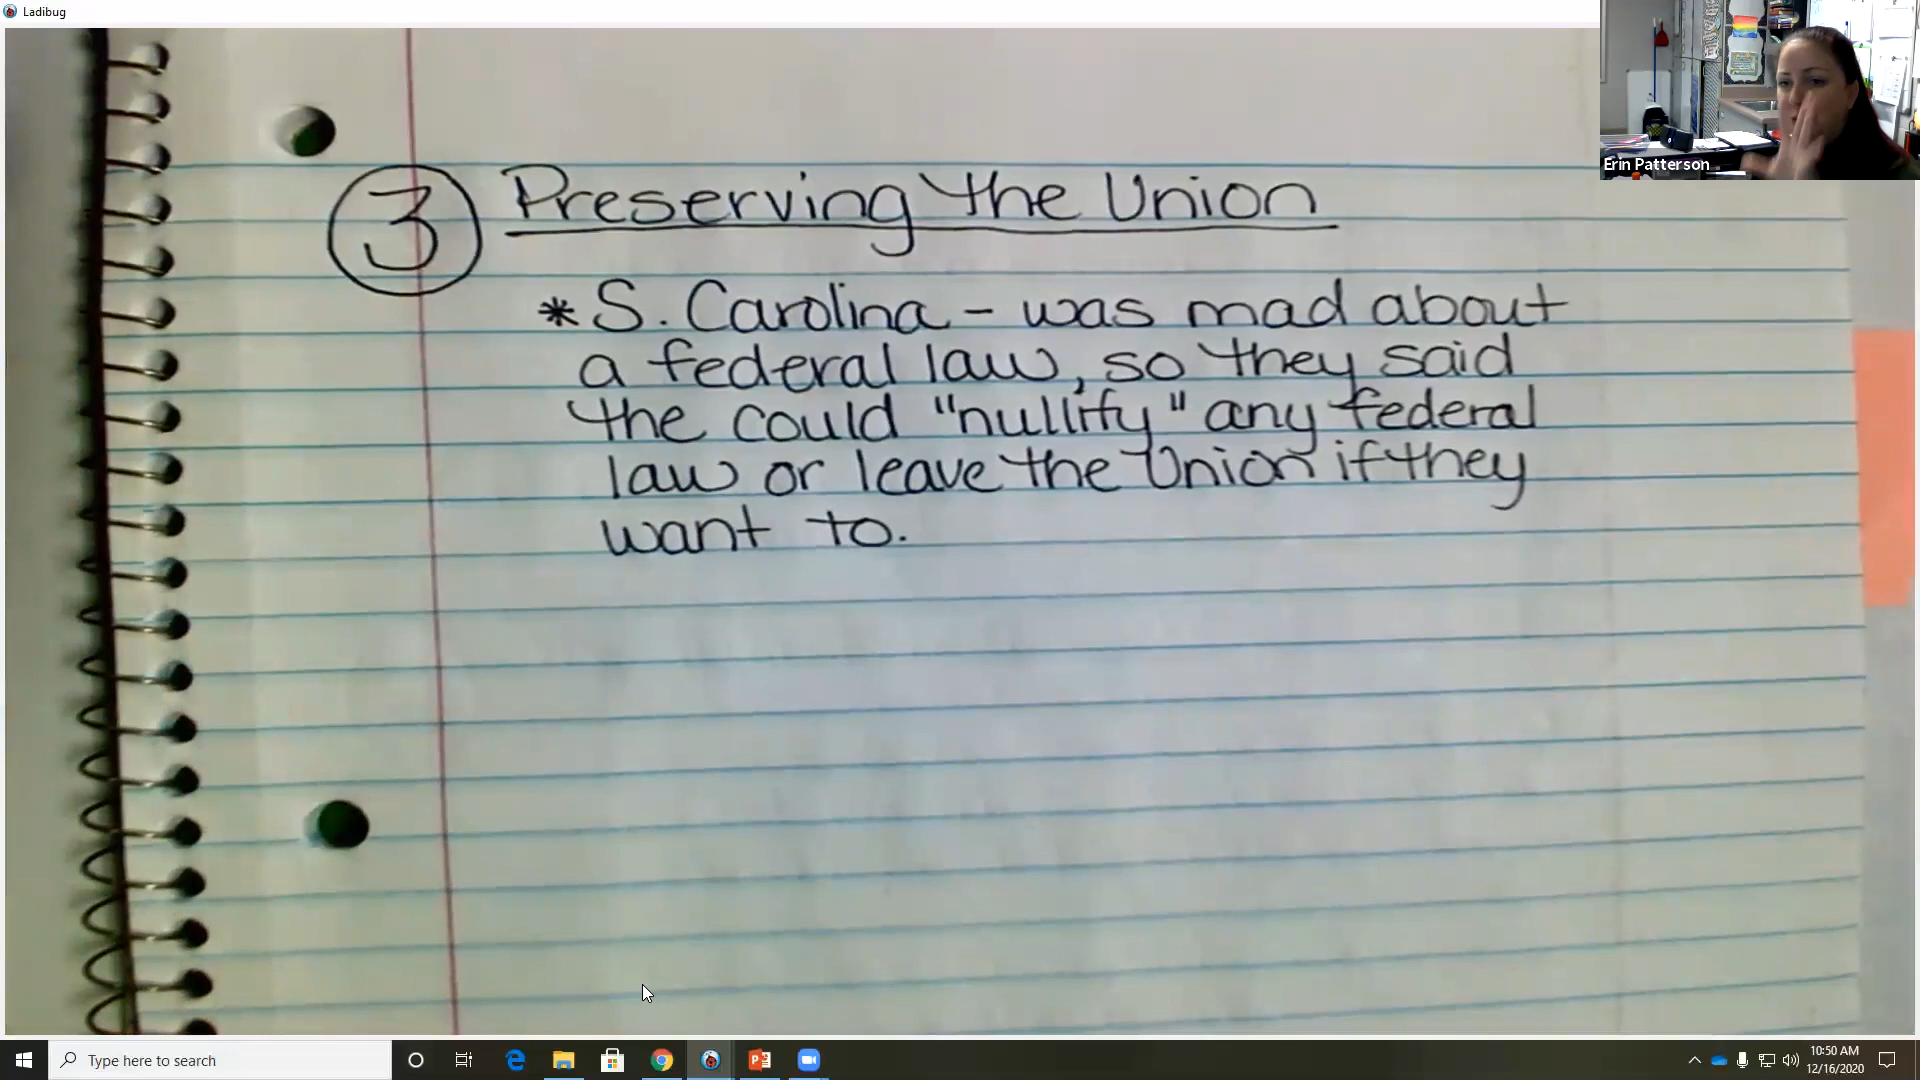 Ladibug
Erin Patterson
3 Preserving the Union
* S. Carolina - was mad about
a federal law, so they said
the could "nullify" any federal
law or leave the Union if they
want to.
Type here to search
10:50 AM
12/16/2020